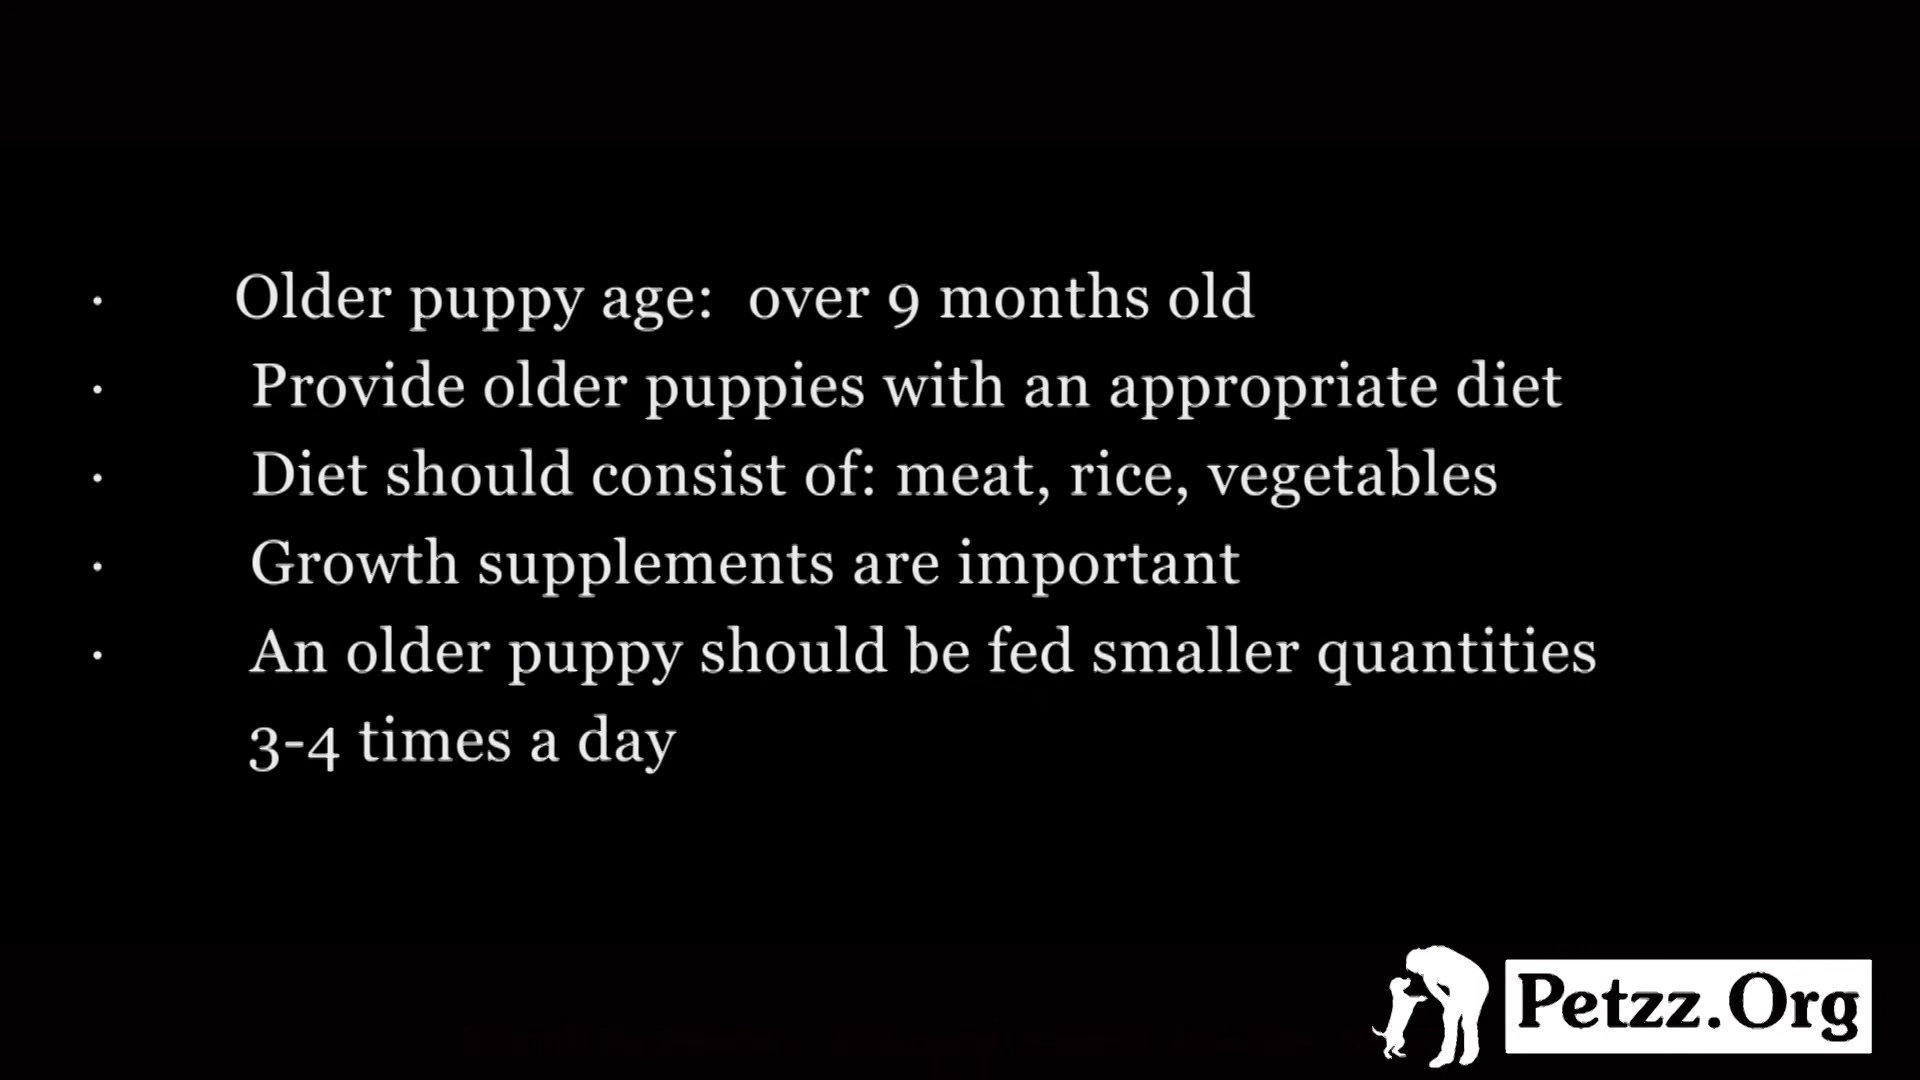 · Older puppy age: over 9 months old
· Provide older puppies with an appropriate diet
· Diet should consist of: meat, rice, vegetables
· Growth supplements are important
· An older puppy should be fed smaller quantities
3-4 times a day
Petzz.Org